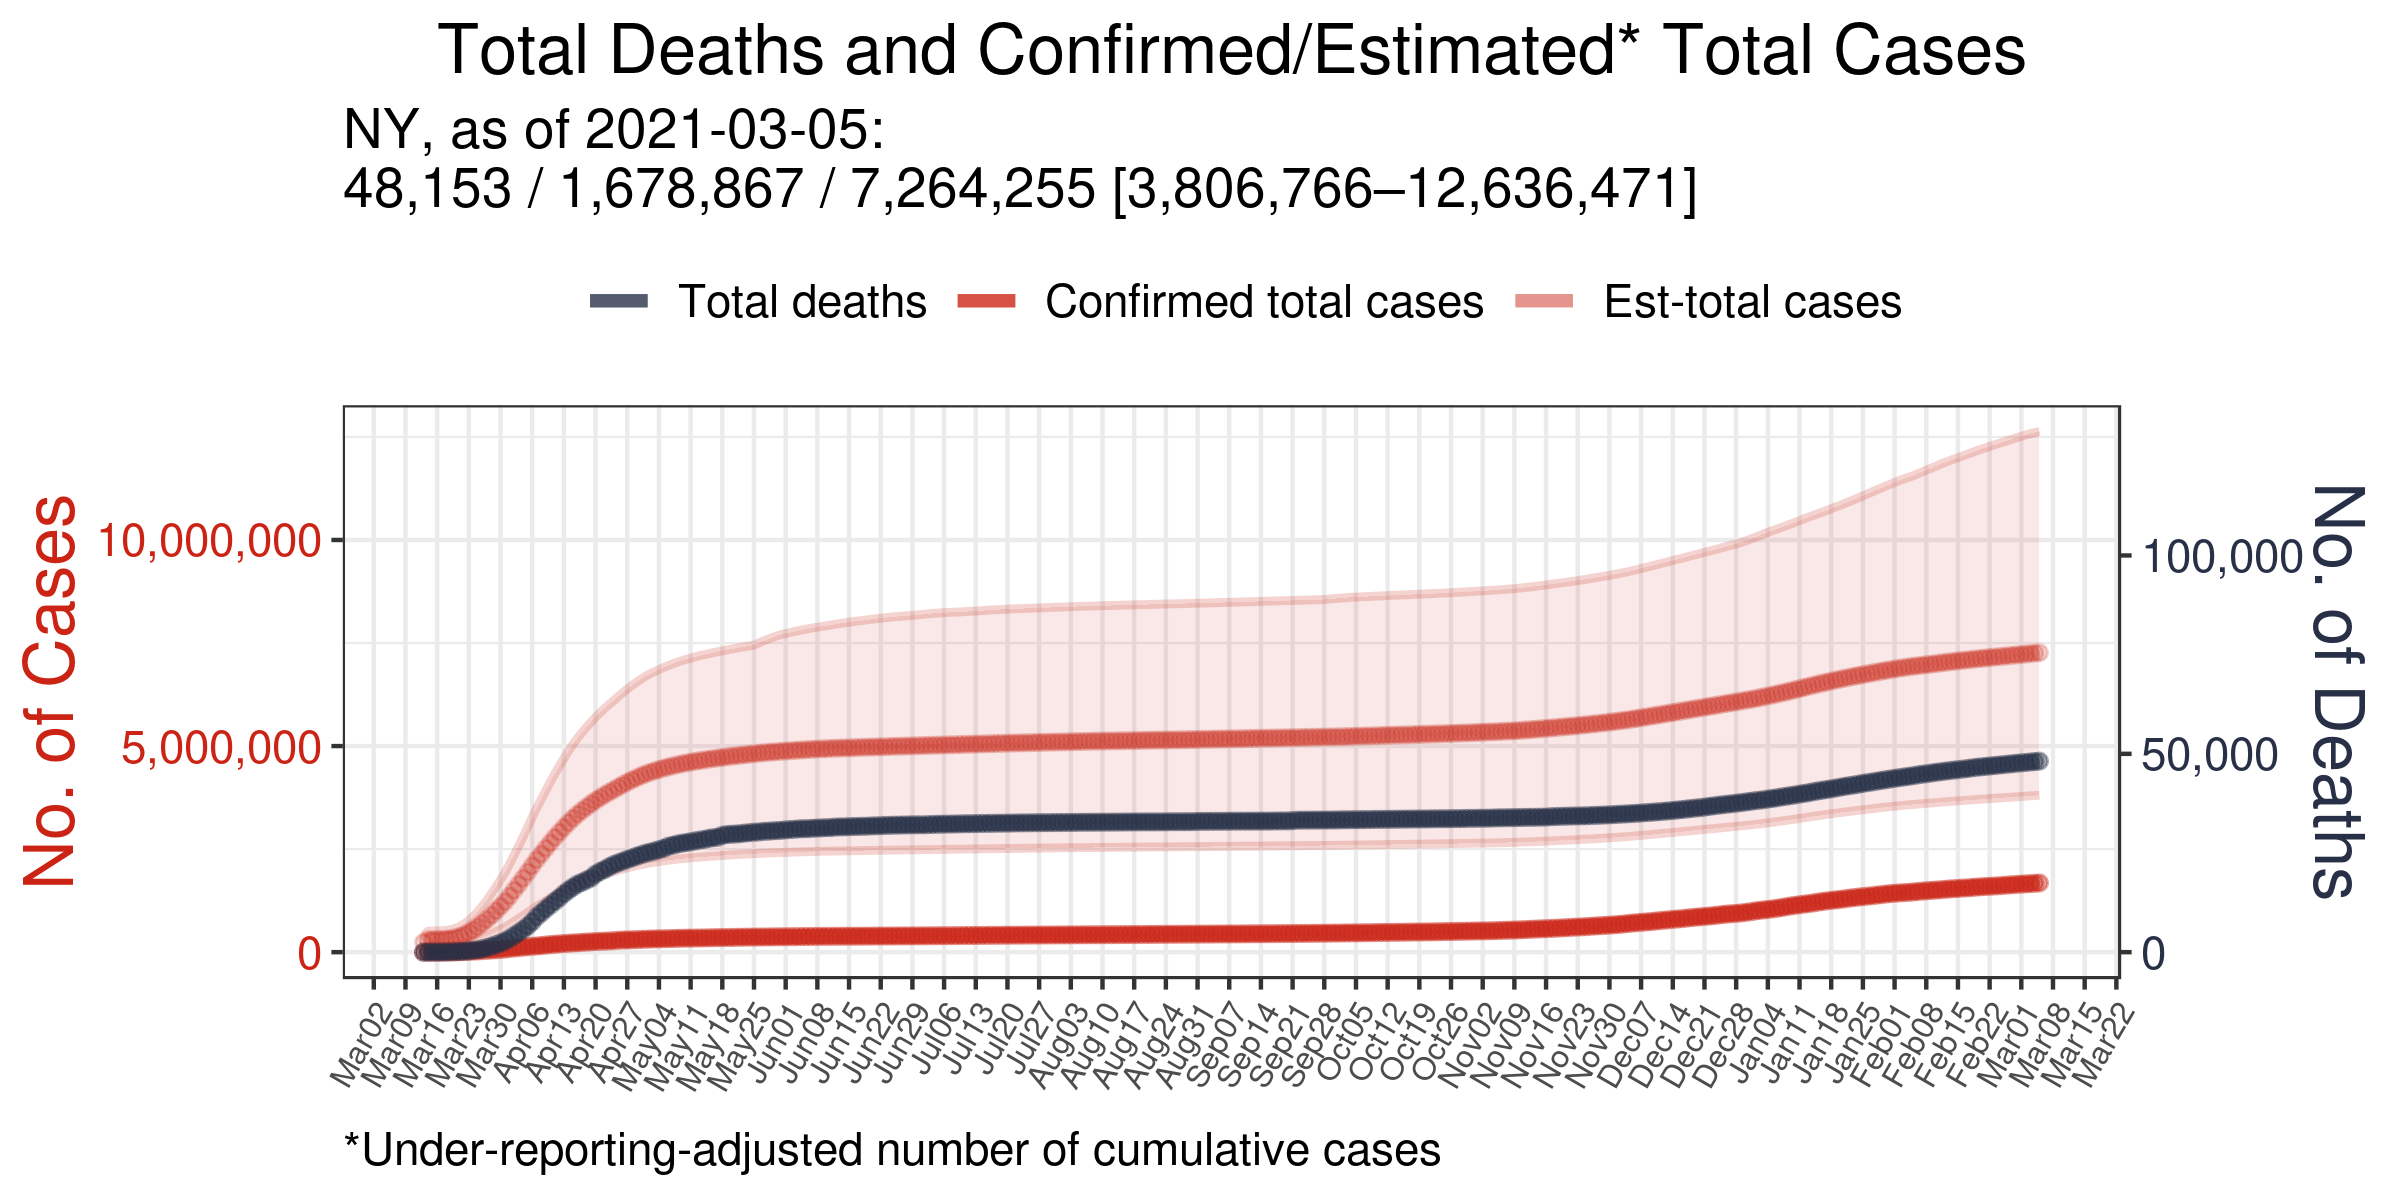 Total Deaths and Confirmed/Estimated* Total Cases
NY, as of 2021-03-05:
48,153 / 1,678,867 / 7,264,255 [3,806,766–12,636,471]
Total deaths
Confirmed total cases
Est-total cases
No. of Cases
10,000,000
5,000,000
0
No. of Deaths
100,000
50,000
0
Mar02
Mar09
Mar16
Mar23
Mar30
Apr06
Apr13
Apr20
Apr27
May04
May11
May18
May25
Jun01
Jun08
Jun15
Jun22
Jun29
Jul06
Jul13
Jul20
Jul27
Aug03
Aug10
Aug17
Aug24
Aug31
Sep07
Sep14
Sep21
Sep28
Oct05
Oct12
Oct19
Oct26
Nov02
Nov09
Nov16
Nov23
Nov30
Dec07
Dec14
Dec21
Dec28
Jan04
Jan11
Jan18
Jan25
Feb01
Feb08
Feb15
Feb22
Mar01
Mar08
Mar15
Mar22
*Under-reporting-adjusted number of cumulative cases